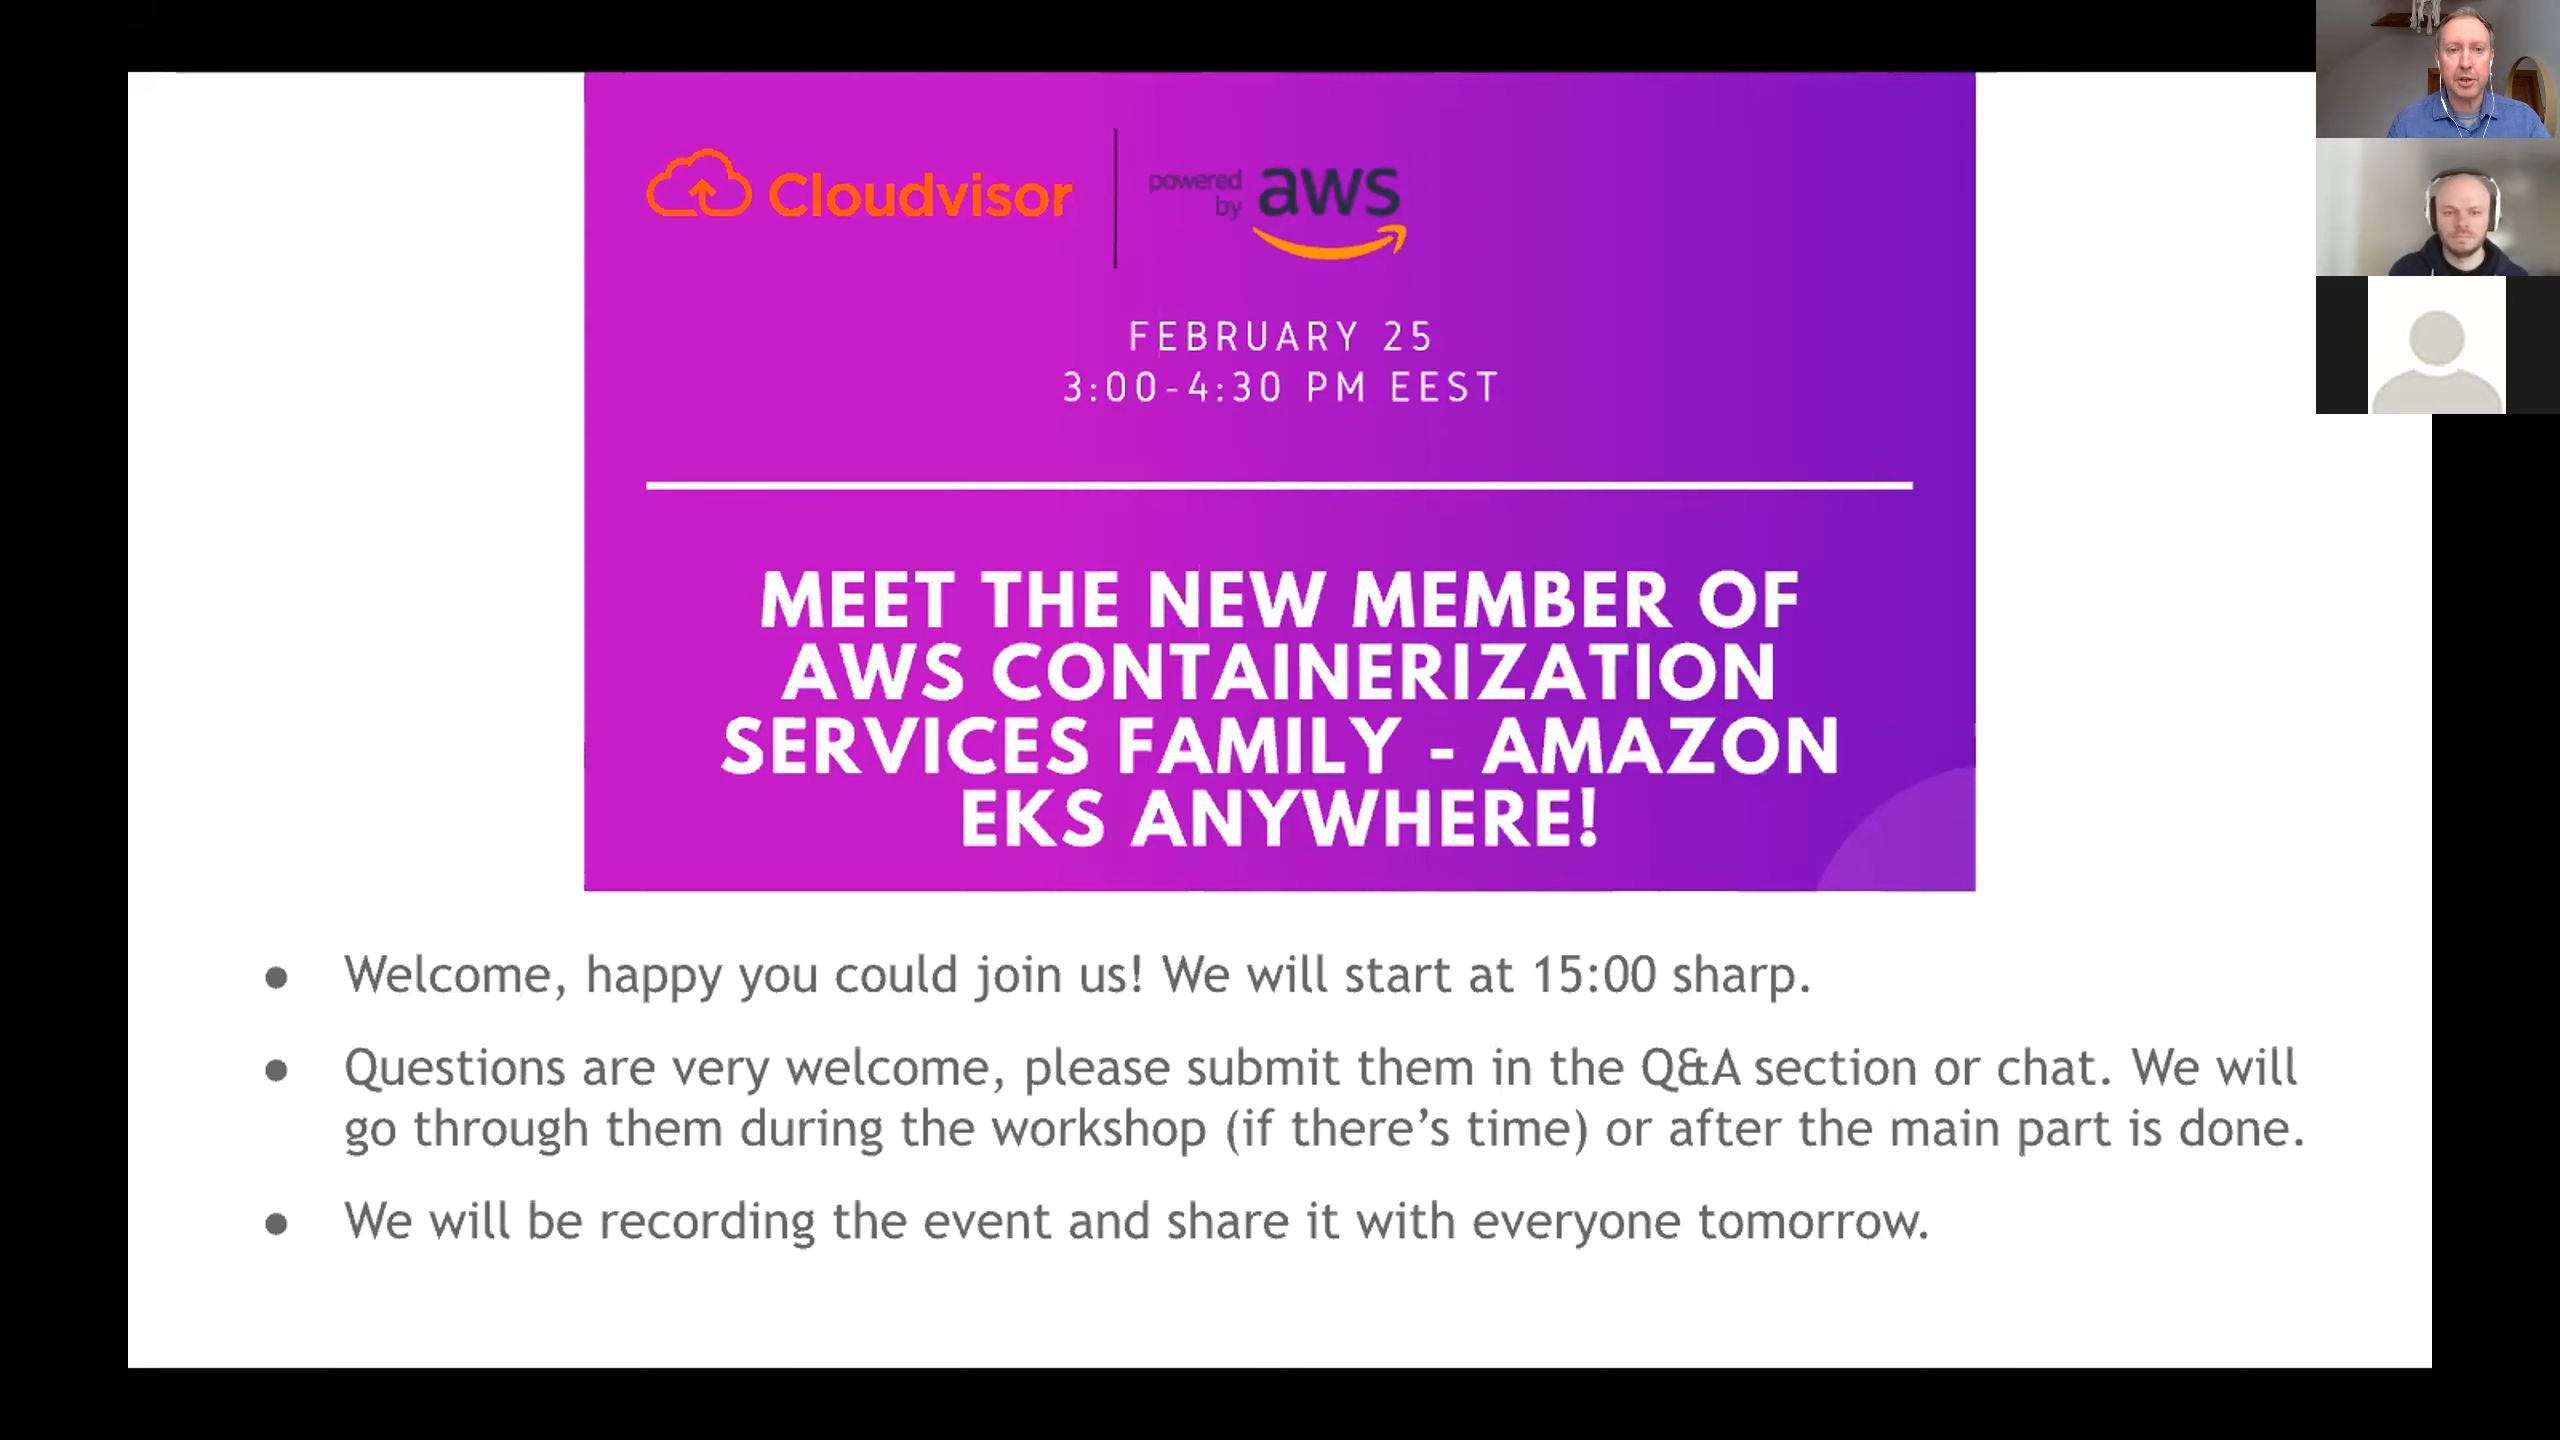 Cloudvisor
powered
by
aws
FEBRUARY 25
3:00-4:30 PM EEST
MEET THE NEW MEMBER OF
AWS CONTAINERIZATION
SERVICES FAMILY - AMAZON
EKS ANYWHERE!
● Welcome, happy you could join us! We will start at 15:00 sharp.
● Questions are very welcome, please submit them in the Q&A section or chat. We will
go through them during the workshop (if there’s time) or after the main part is done.
● We will be recording the event and share it with everyone tomorrow.